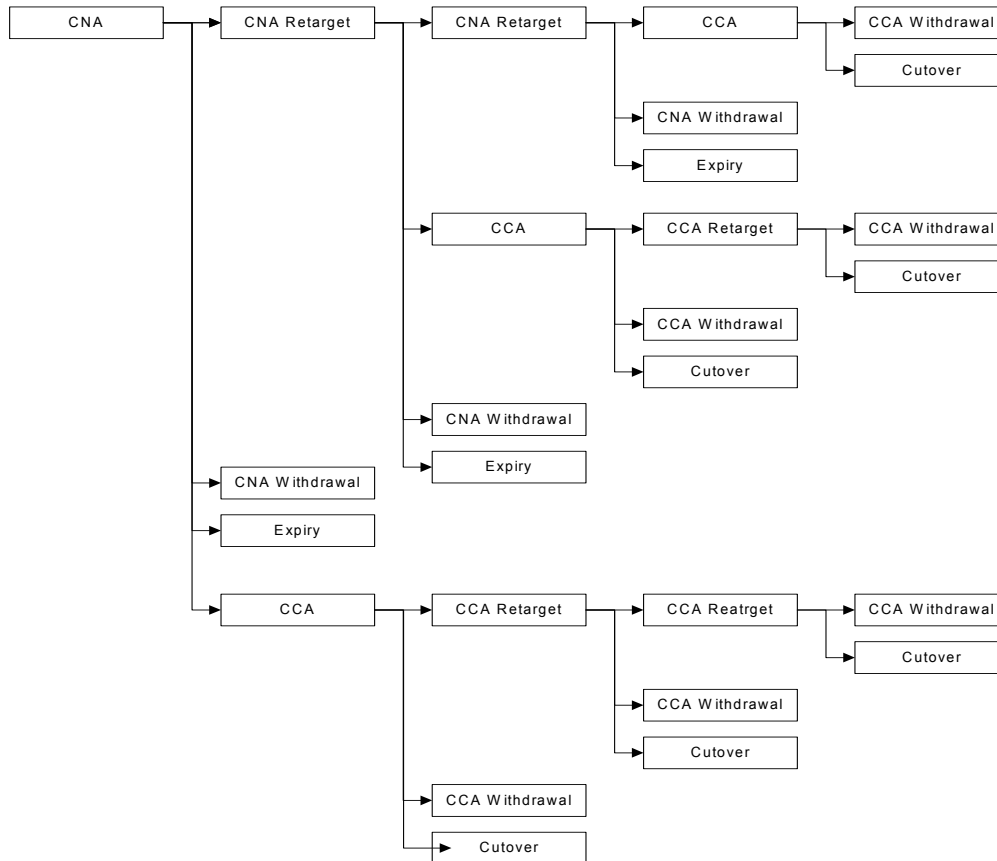 CNA
CNA Retarget
CNA Retarget
CCA
CCA Withdrawal
Cutover
CNA Withdrawal
Expiry
CCA
CCA Retarget
CCA Withdrawal
Cutover
CCA Withdrawal
Cutover
CNA Withdrawal
Expiry
CNA Withdrawal
Expiry
CCA
CCA Retarget
CCA Reatrget
CCA Withdrawal
Cutover
CCA Withdrawal
Cutover
CCA Withdrawal
Cutover